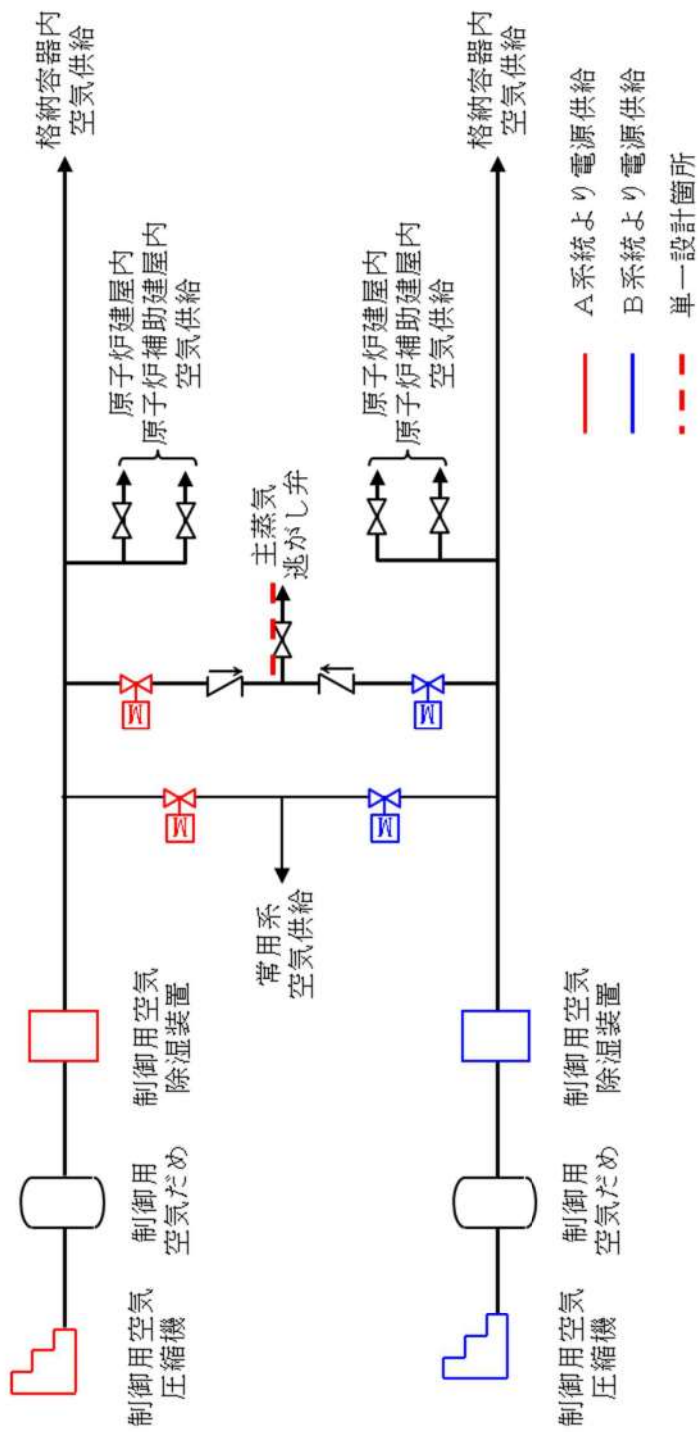 制御用空気
圧縮機
制御用
空気だめ
制御用空気
除湿装置
常用系
空気供給
M
M
主蒸気
逃がし弁
原子炉建屋内
原子炉補助建屋内
空気供給
格納容器内
空気供給
制御用空気
圧縮機
制御用
空気だめ
制御用空気
除湿装置
M
M
原子炉建屋内
原子炉補助建屋内
空気供給
格納容器内
空気供給
A系統より電源供給
B系統より電源供給
単一設計箇所